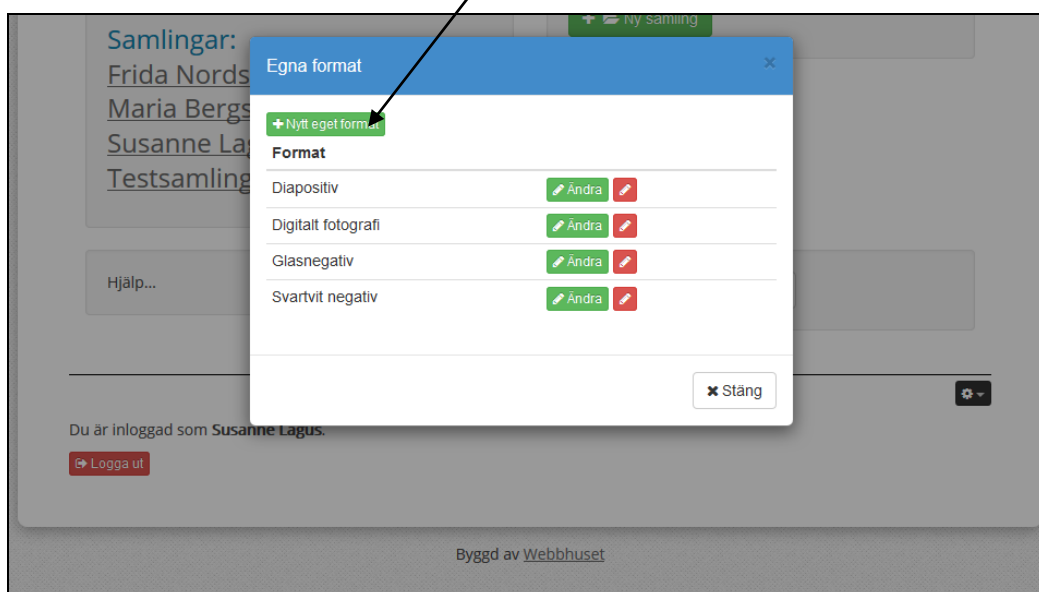 Ny samling
Samlingar:
Frida Nords
Maria Bergs
Susanne La
Testsamling
Egna format
×
Nytt eget format
Format
Diapositiv Ändra
Digitalt fotografi Ändra
Glasnegativ Ändra
Svartvit negativ Ändra
Hjälp...
Stäng
Du är inloggad som Susanne Lagus.
Logga ut
Byggd av Webbhuset